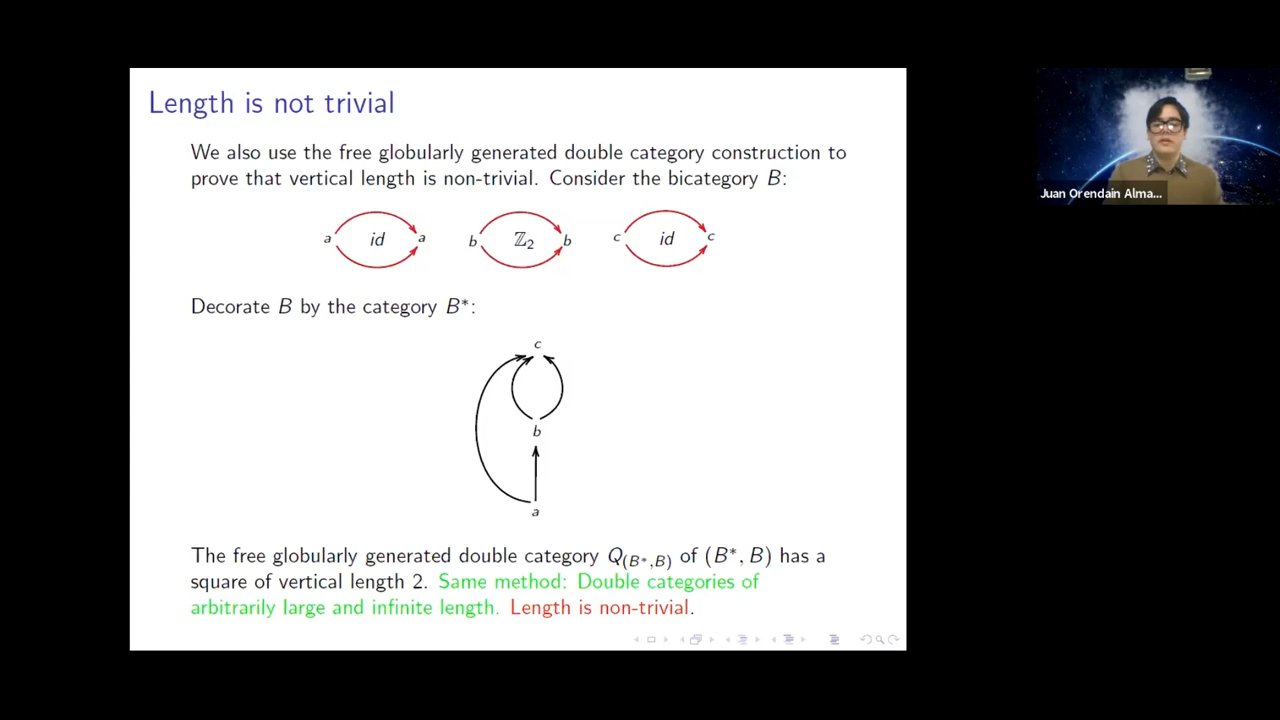 Length is not trivial
We also use the free globularly generated double category construction to
prove that vertical length is non-trivial. Consider the bicategory B:
a id a b ℤ₂ b c id c
Decorate B by the category B*:
c
b
a
The free globularly generated double category Q(B*,B) of (B*, B) has a
square of vertical length 2. Same method: Double categories of
arbitrarily large and infinite length. Length is non-trivial.
Juan Orendain Alma...